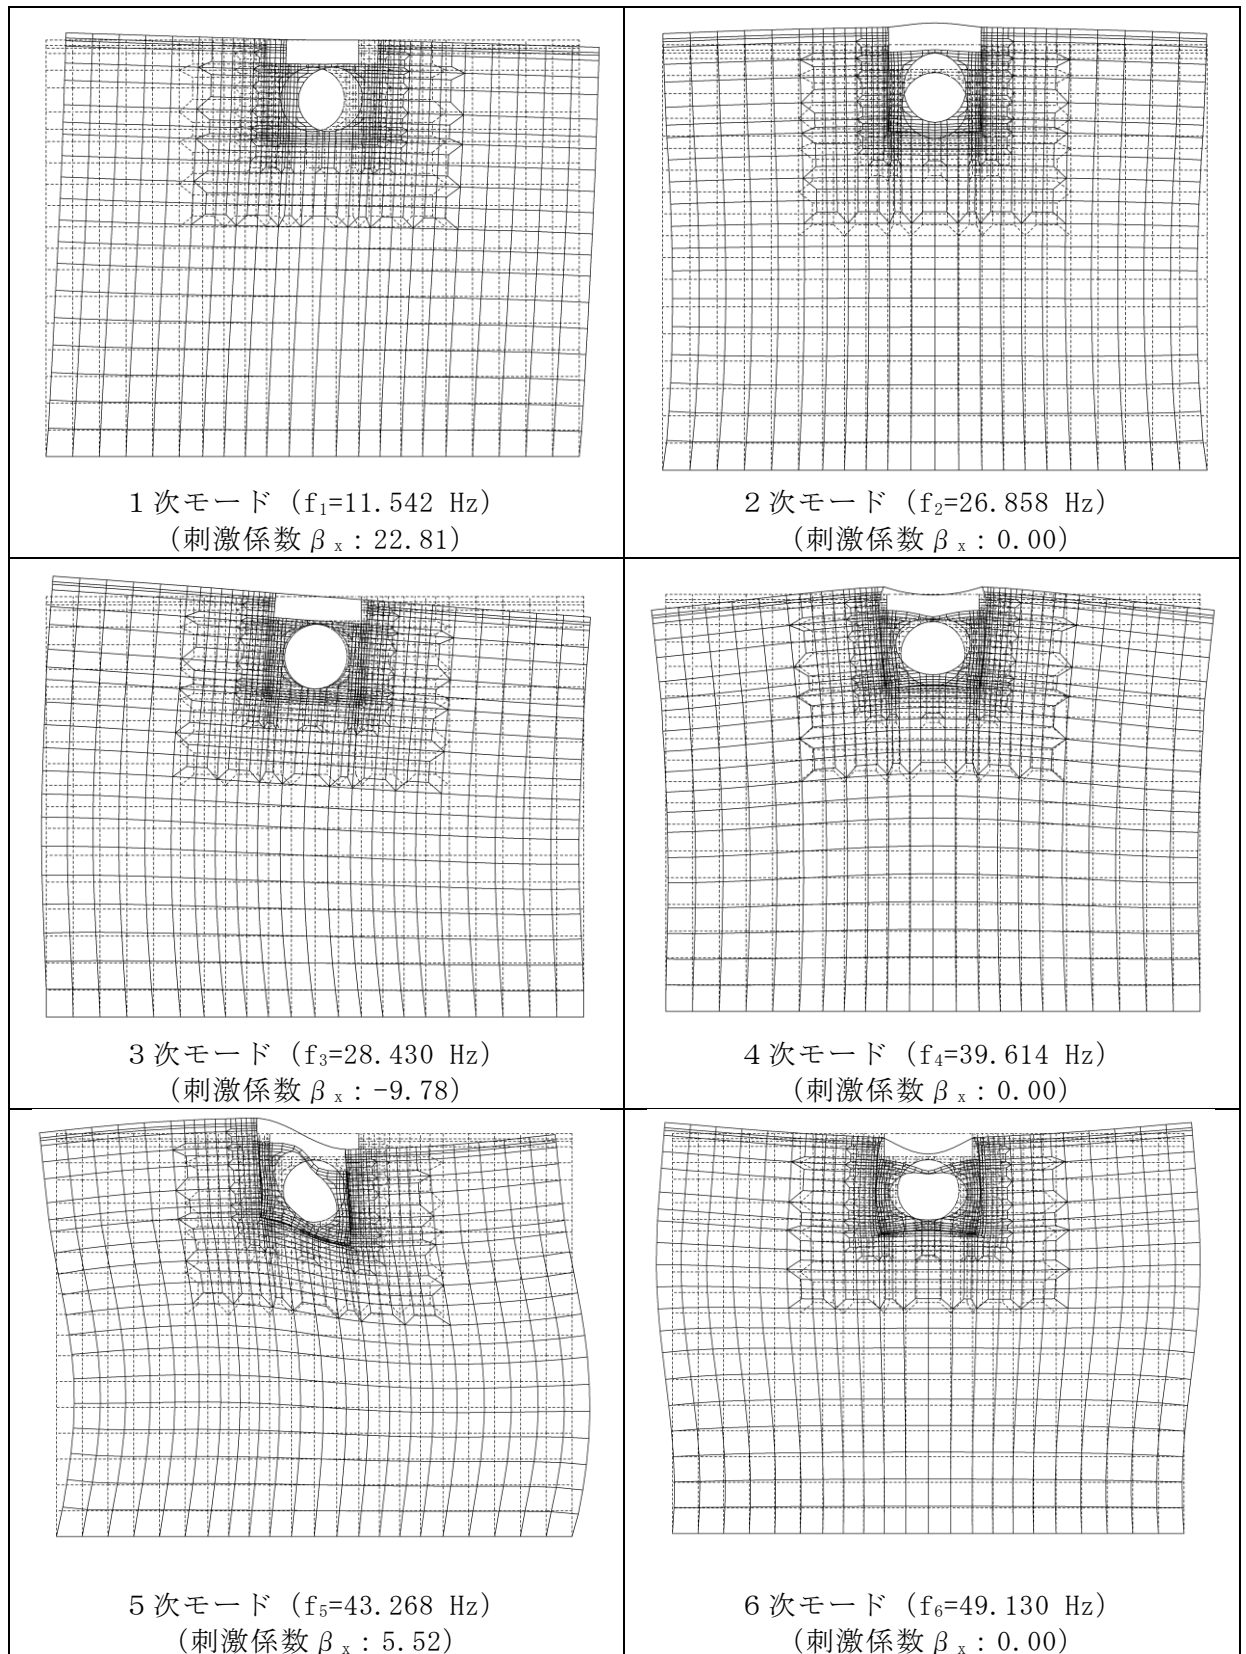 １次モード（f₁=11.542 Hz）
（刺激係数βₓ：22.81）
２次モード（f₂=26.858 Hz）
（刺激係数βₓ：0.00）
３次モード（f₃=28.430 Hz）
（刺激係数βₓ：-9.78）
４次モード（f₄=39.614 Hz）
（刺激係数βₓ：0.00）
５次モード（f₅=43.268 Hz）
（刺激係数βₓ：5.52）
６次モード（f₆=49.130 Hz）
（刺激係数βₓ：0.00）